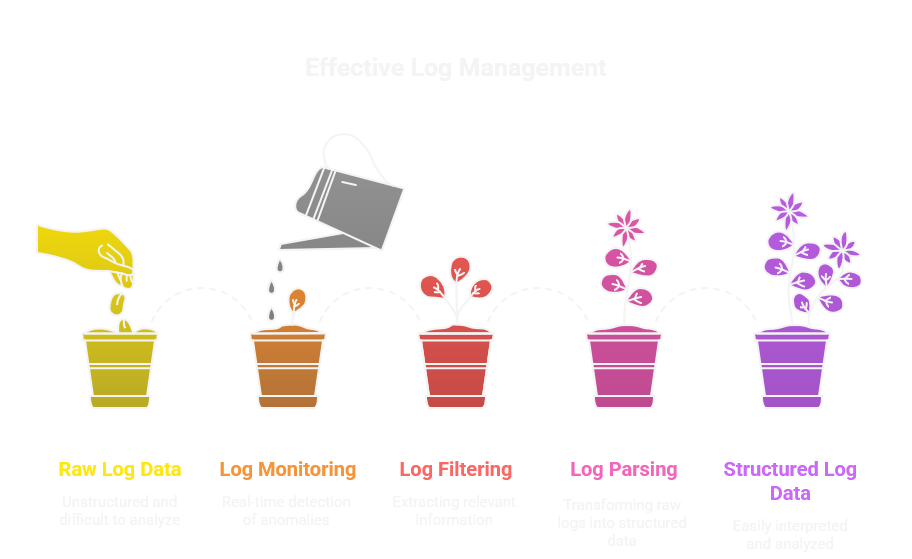 Effective Log Management
Raw Log Data
Unstructured and
difficult to analyze
Log Monitoring
Real-time detection
of anomalies
Log Filtering
Extracting relevant
information
Log Parsing
Transforming raw
logs into structured
data
Structured Log
Data
Easily interpreted
and analyzed